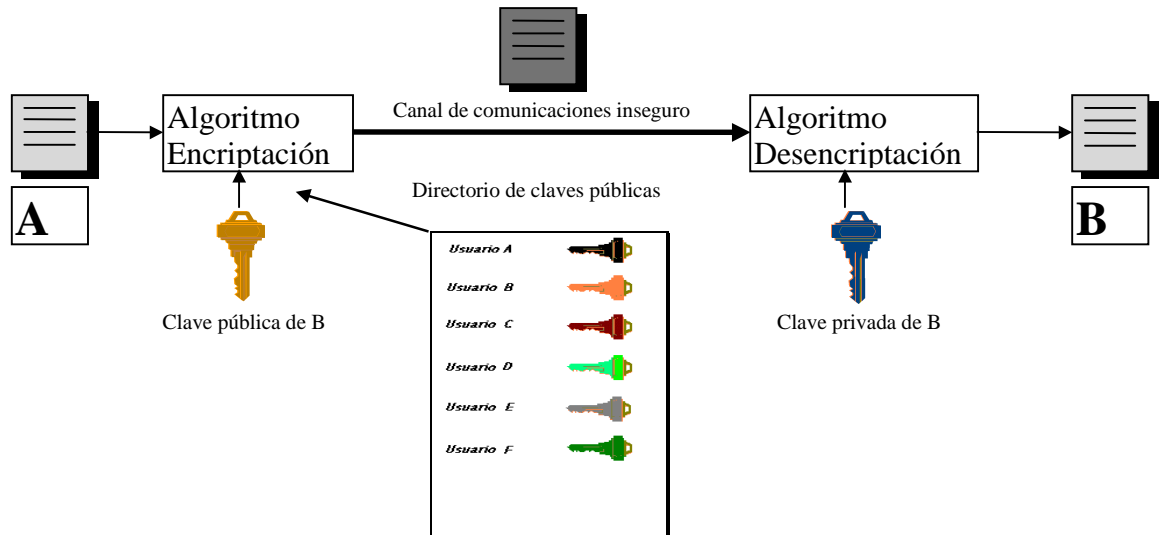 Canal de comunicaciones inseguro
Algoritmo
Encriptación
Algoritmo
Desencriptación
A
B
Directorio de claves públicas
Usuario A
Usuario B
Usuario C
Usuario D
Usuario E
Usuario F
Clave pública de B
Clave privada de B